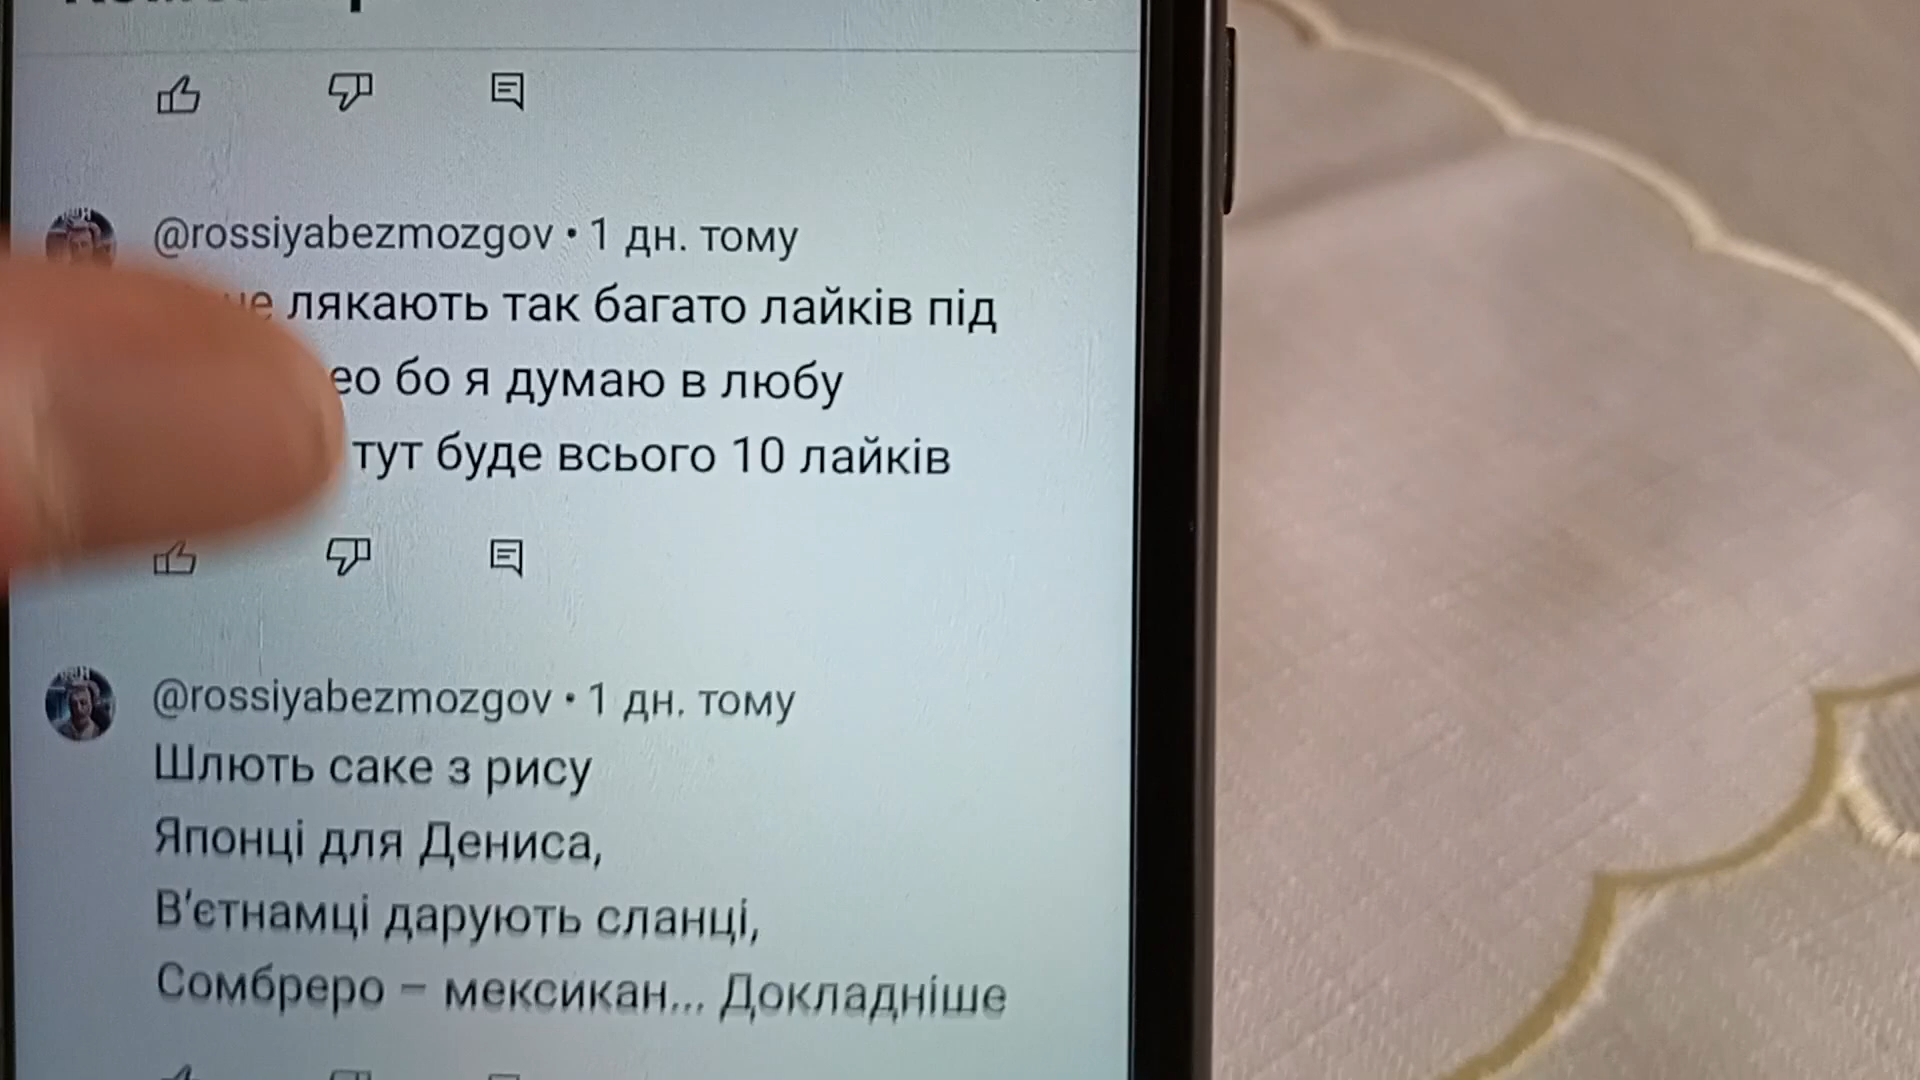 @rossiyabezmozgov • 1 дн. тому
лякають так багато лайків під
бо я думаю в любу
тут буде всього 10 лайків
@rossiyabezmozgov • 1 дн. тому
Шлють саке з рису
Японці для Дениса,
В'єтнамці дарують сланці,
Сомбреро – мексикан... Докладніше